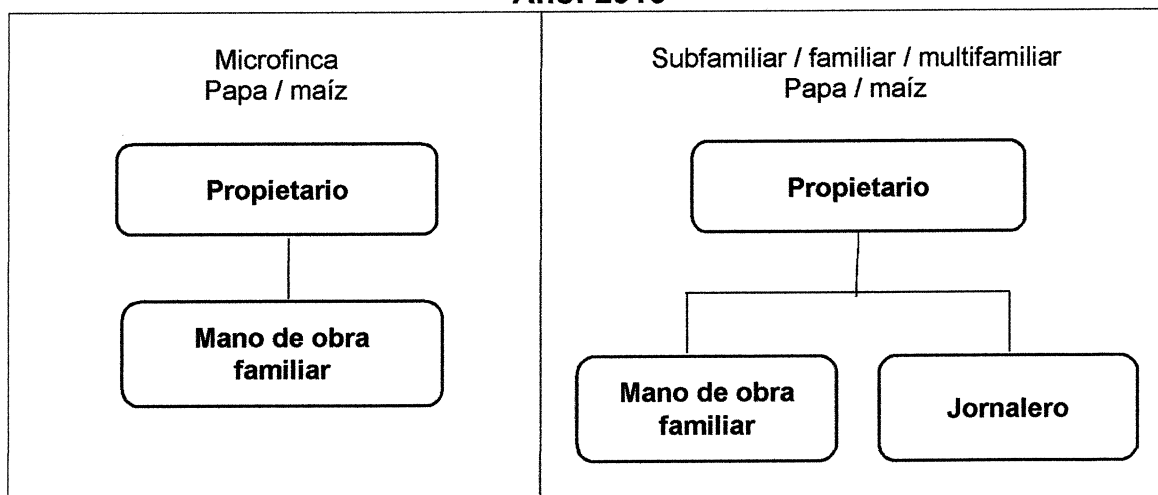 Microfinca
Papa / maíz
Propietario
Mano de obra
familiar
Subfamiliar / familiar / multifamiliar
Papa / maíz
Propietario
Mano de obra
familiar
Jornalero